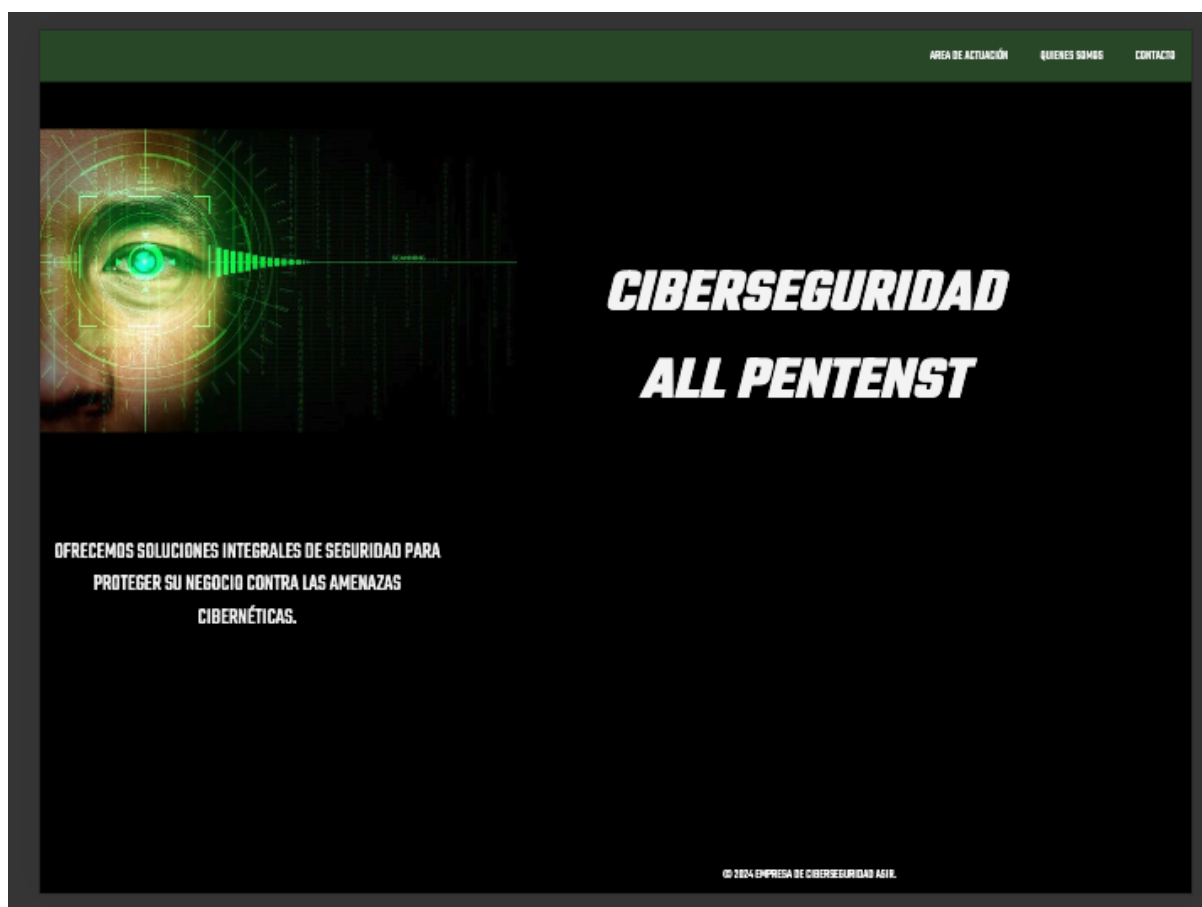 AREA DE ACTUACIÓN QUIENES SOMOS CONTACTO
SCANNING
CIBERSEGURIDAD
ALL PENTENST
OFRECEMOS SOLUCIONES INTEGRALES DE SEGURIDAD PARA
PROTEGER SU NEGOCIO CONTRA LAS AMENAZAS
CIBERNÉTICAS.
© 2024 EMPRESA DE CIBERSEGURIDAD ASIR.